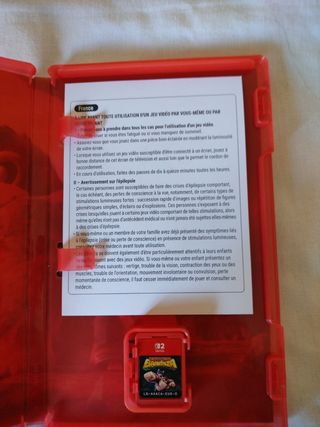 France
I. LIRE AVANT TOUTE UTILISATION D'UN JEU VIDÉO PAR VOUS-MÊME OU PAR
à prendre dans tous les cas pour l'utilisation d'un jeu vidéo
si vous êtes fatigué ou si vous manquez de sommeil.
• Assurez-vous que vous jouez dans une pièce bien éclairée en modérant la luminosité
de votre écran.
• Lorsque vous utilisez un jeu vidéo susceptible d'être connecté à un écran, jouez à
bonne distance de cet écran de télévision et aussi loin que le permet le cordon de
raccordement.
• En cours d'utilisation, faites des pauses de dix à quinze minutes toutes les heures.
II – Avertissement sur l'épilepsie
• Certaines personnes sont susceptibles de faire des crises d'épilepsie comportant,
le cas échéant, des pertes de conscience à la vue, notamment, de certains types de
stimulations lumineuses fortes : succession rapide d'images ou répétition de figures
géométriques simples, d'éclairs ou d'explosions. Ces personnes s'exposent à des
crises lorsqu'elles jouent à certains jeux vidéo comportant de telles stimulations, alors
même qu'elles n'ont pas d'antécédent médical ou n'ont jamais été sujettes elles-mêmes
à des crises d'épilepsie.
• Si vous-même ou un membre de votre famille avez déjà présenté des symptômes liés
à l'épilepsie (crise ou perte de conscience) en présence de stimulations lumineuses,
votre médecin avant toute utilisation.
• Les parents se doivent également d'être particulièrement attentifs à leurs enfants
jouent avec des jeux vidéo. Si vous-même ou votre enfant présentez un
des symptômes suivants : vertige, trouble de la vision, contraction des yeux ou des
muscles, trouble de l'orientation, mouvement involontaire ou convulsion, perte
momentanée de conscience, il faut cesser immédiatement de jouer et consulter un
médecin.
2
BANANZA
LR-AAACA-EUR-0